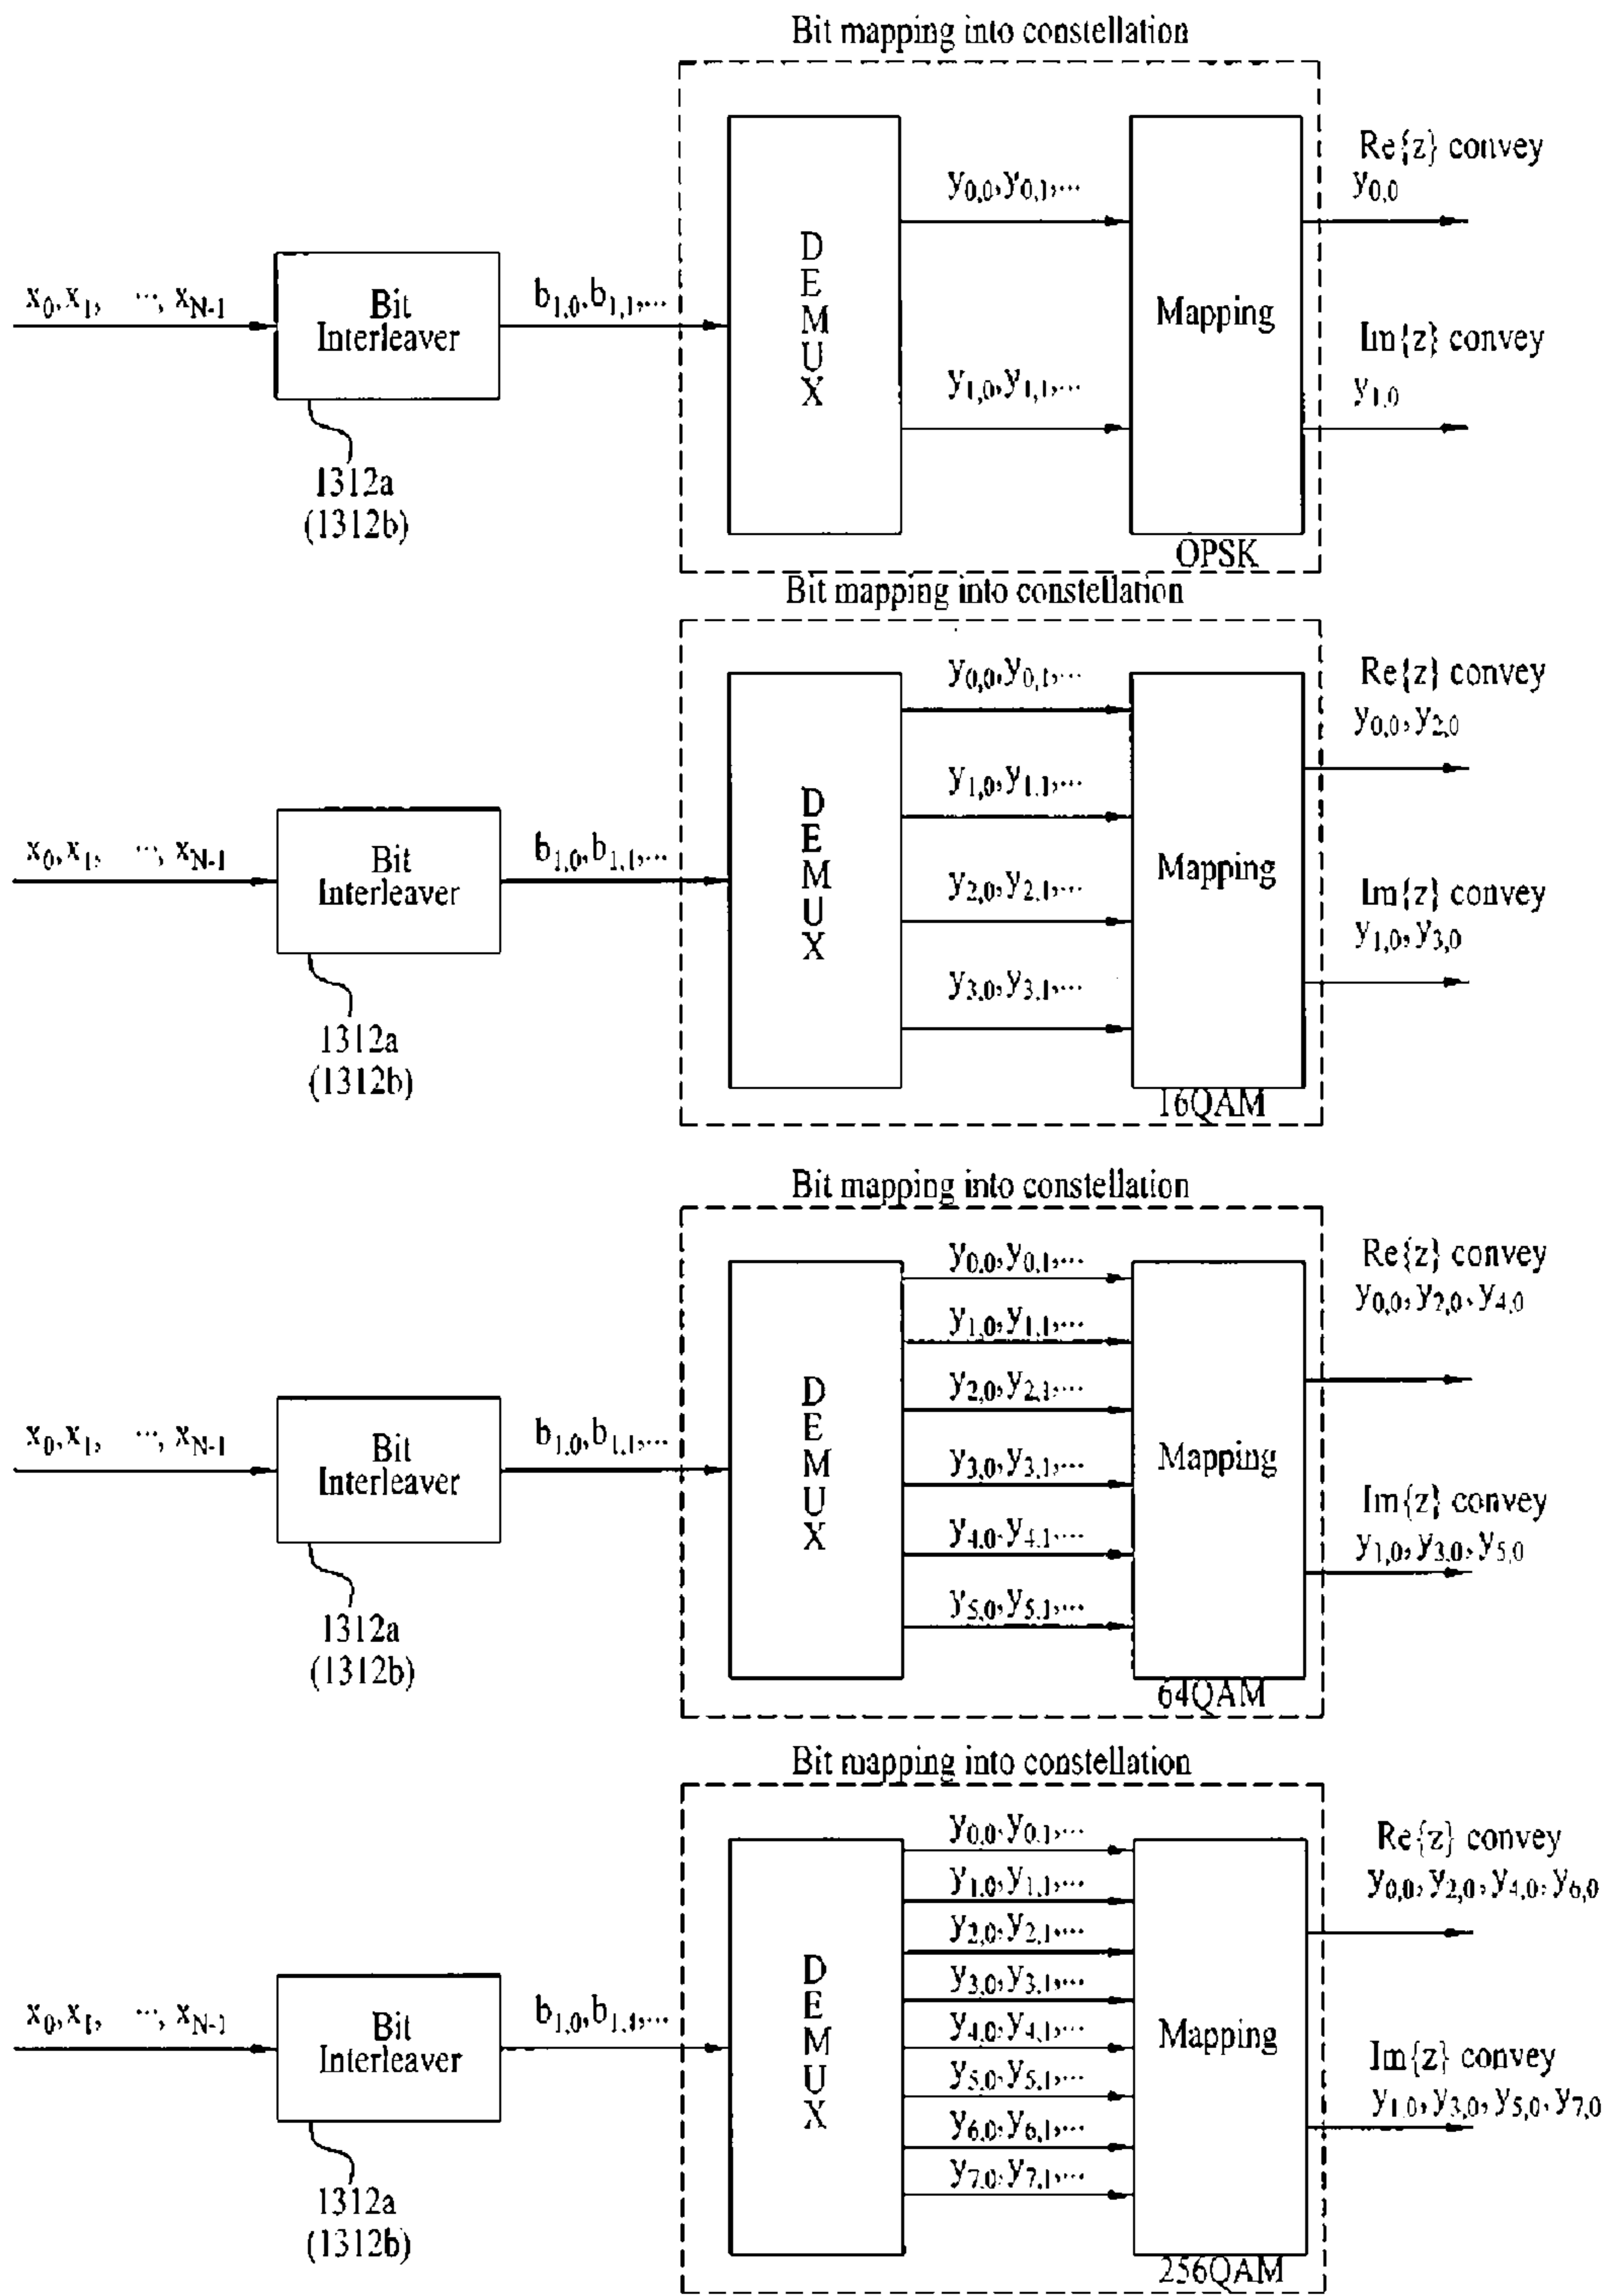 Bit mapping into constellation
x0,x1, ..., xN-1
Bit
Interleaver
1312a
(1312b)
b1,0,b1,1,...
D
E
M
U
X
y0,0,y0,1,...
y1,0,y1,1,...
Mapping
OPSK
Re{z} convey
y0,0
Im{z} convey
y1,0
Bit mapping into constellation
x0,x1, ..., xN-1
Bit
Interleaver
1312a
(1312b)
b1,0,b1,1,...
D
E
M
U
X
y0,0,y0,1,...
y1,0,y1,1,...
y2,0,y2,1,...
y3,0,y3,1,...
Mapping
16QAM
Re{z} convey
y0,0,y2,0
Im{z} convey
y1,0,y3,0
Bit mapping into constellation
x0,x1, ..., xN-1
Bit
Interleaver
1312a
(1312b)
b1,0,b1,1,...
D
E
M
U
X
y0,0,y0,1,...
y1,0,y1,1,...
y2,0,y2,1,...
y3,0,y3,1,...
y4,0,y4,1,...
y5,0,y5,1,...
Mapping
64QAM
Re{z} convey
y0,0,y2,0,y4,0
Im{z} convey
y1,0,y3,0,y5,0
Bit mapping into constellation
x0,x1, ..., xN-1
Bit
Interleaver
1312a
(1312b)
b1,0,b1,1,...
D
E
M
U
X
y0,0,y0,1,...
y1,0,y1,1,...
y2,0,y2,1,...
y3,0,y3,1,...
y4,0,y4,1,...
y5,0,y5,1,...
y6,0,y6,1,...
y7,0,y7,1,...
Mapping
256QAM
Re{z} convey
y0,0,y2,0,y4,0,y6,0
Im{z} convey
y1,0,y3,0,y5,0,y7,0